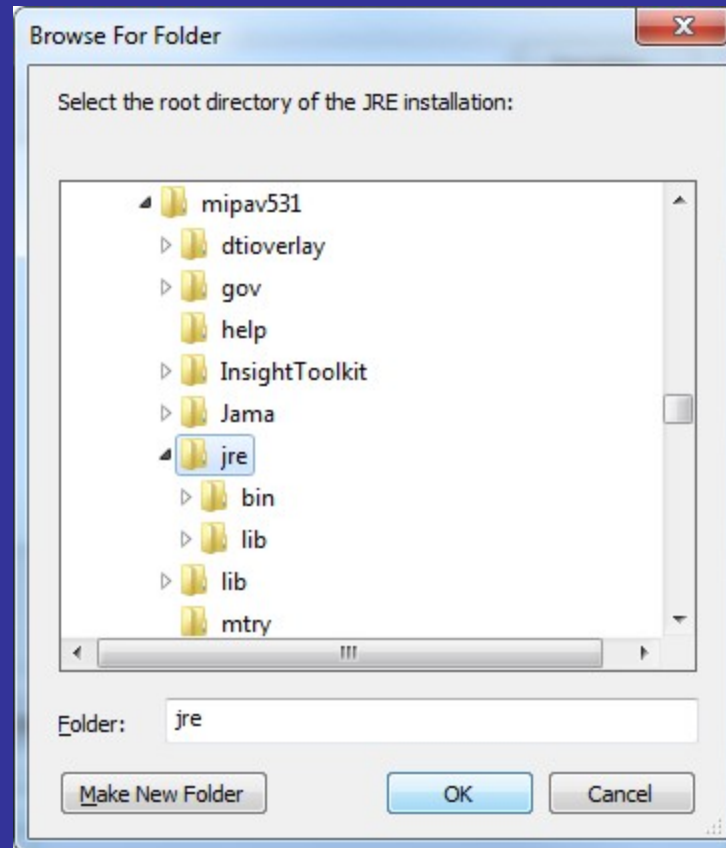 Browse For Folder
Select the root directory of the JRE installation:
mipav531
dtioverlay
gov
help
InsightToolkit
Jama
jre
bin
lib
lib
mtry
Folder: jre
Make New Folder OK Cancel